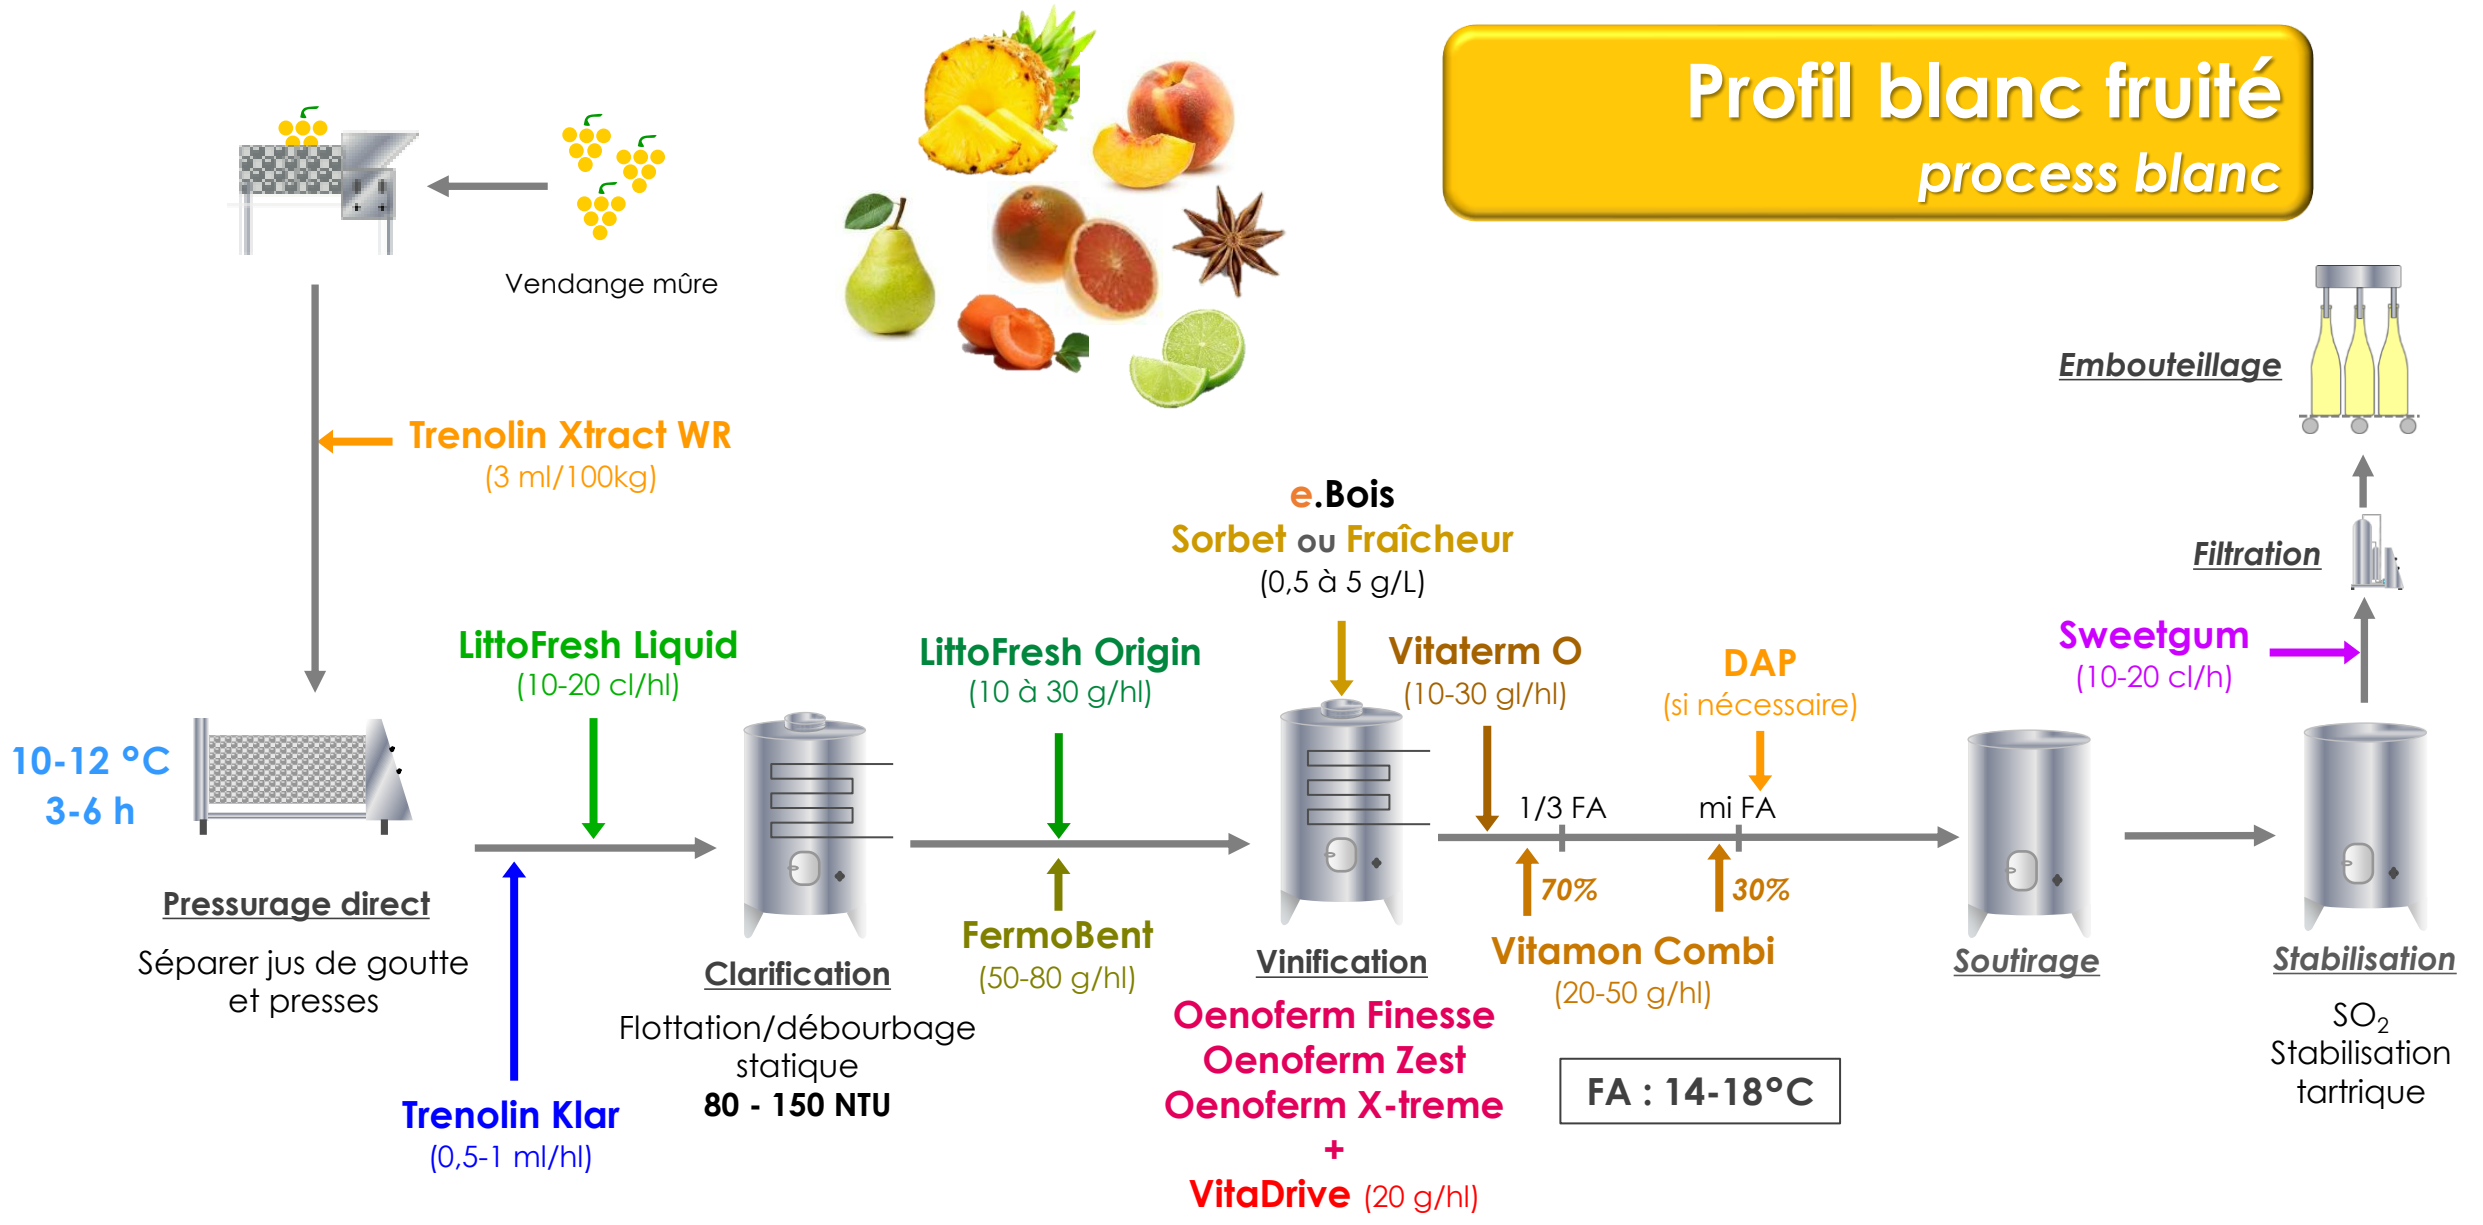 Profil blanc fruité
process blanc
Vendange mûre
Trenolin Xtract WR
(3 ml/100kg)
10-12 °C
3-6 h
Pressurage direct
Séparer jus de goutte
et presses
LittoFresh Liquid
(10-20 cl/hl)
Trenolin Klar
(0,5-1 ml/hl)
Clarification
Flottation/débourbage
statique
80 - 150 NTU
LittoFresh Origin
(10 à 30 g/hl)
FermoBent
(50-80 g/hl)
e.Bois
Sorbet ou Fraîcheur
(0,5 à 5 g/L)
Vinification
Oenoferm Finesse
Oenoferm Zest
Oenoferm X-treme
+
VitaDrive (20 g/hl)
Vitaterm O
(10-30 gl/hl)
DAP
(si nécessaire)
1/3 FA
mi FA
70%
30%
Vitamon Combi
(20-50 g/hl)
FA : 14-18°C
Soutirage
Stabilisation
SO₂
Stabilisation
tartrique
Sweetgum
(10-20 cl/h)
Filtration
Embouteillage